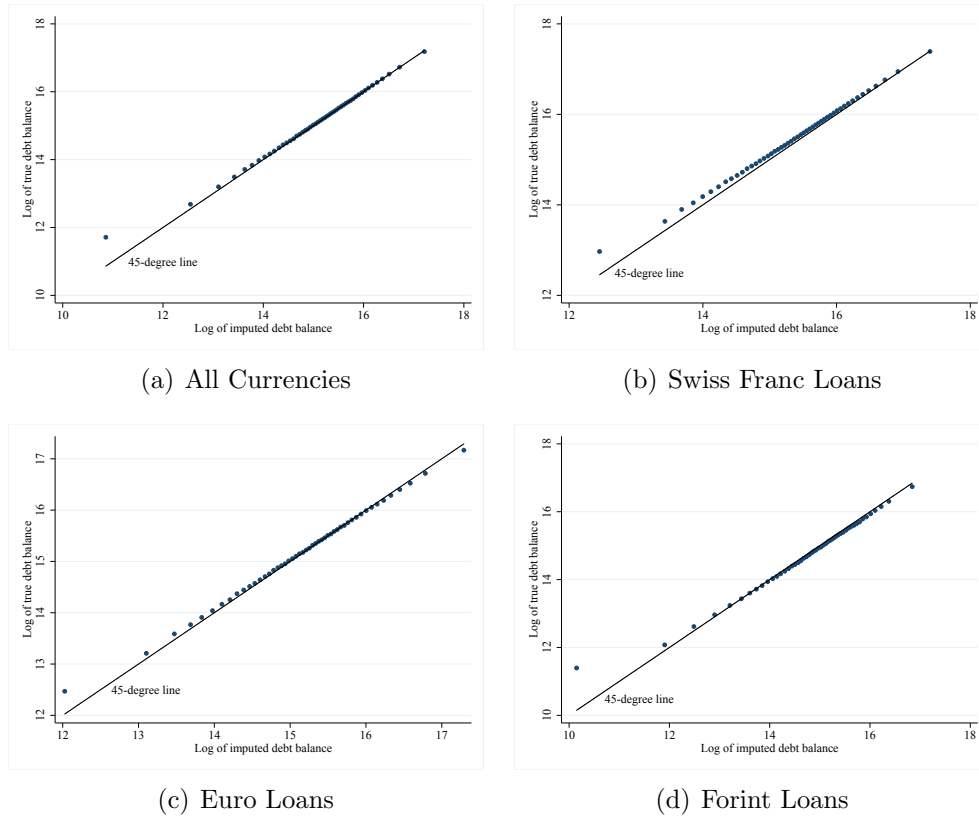 Log of true debt balance
18
16
14
12
10
45-degree line
10 12 14 16 18
Log of imputed debt balance
(a) All Currencies
Log of true debt balance
18
16
14
12
45-degree line
12 14 16 18
Log of imputed debt balance
(b) Swiss Franc Loans
Log of true debt balance
17
16
15
14
13
12
45-degree line
12 13 14 15 16 17
Log of imputed debt balance
(c) Euro Loans
Log of true debt balance
18
16
14
12
10
45-degree line
10 12 14 16 18
Log of imputed debt balance
(d) Forint Loans